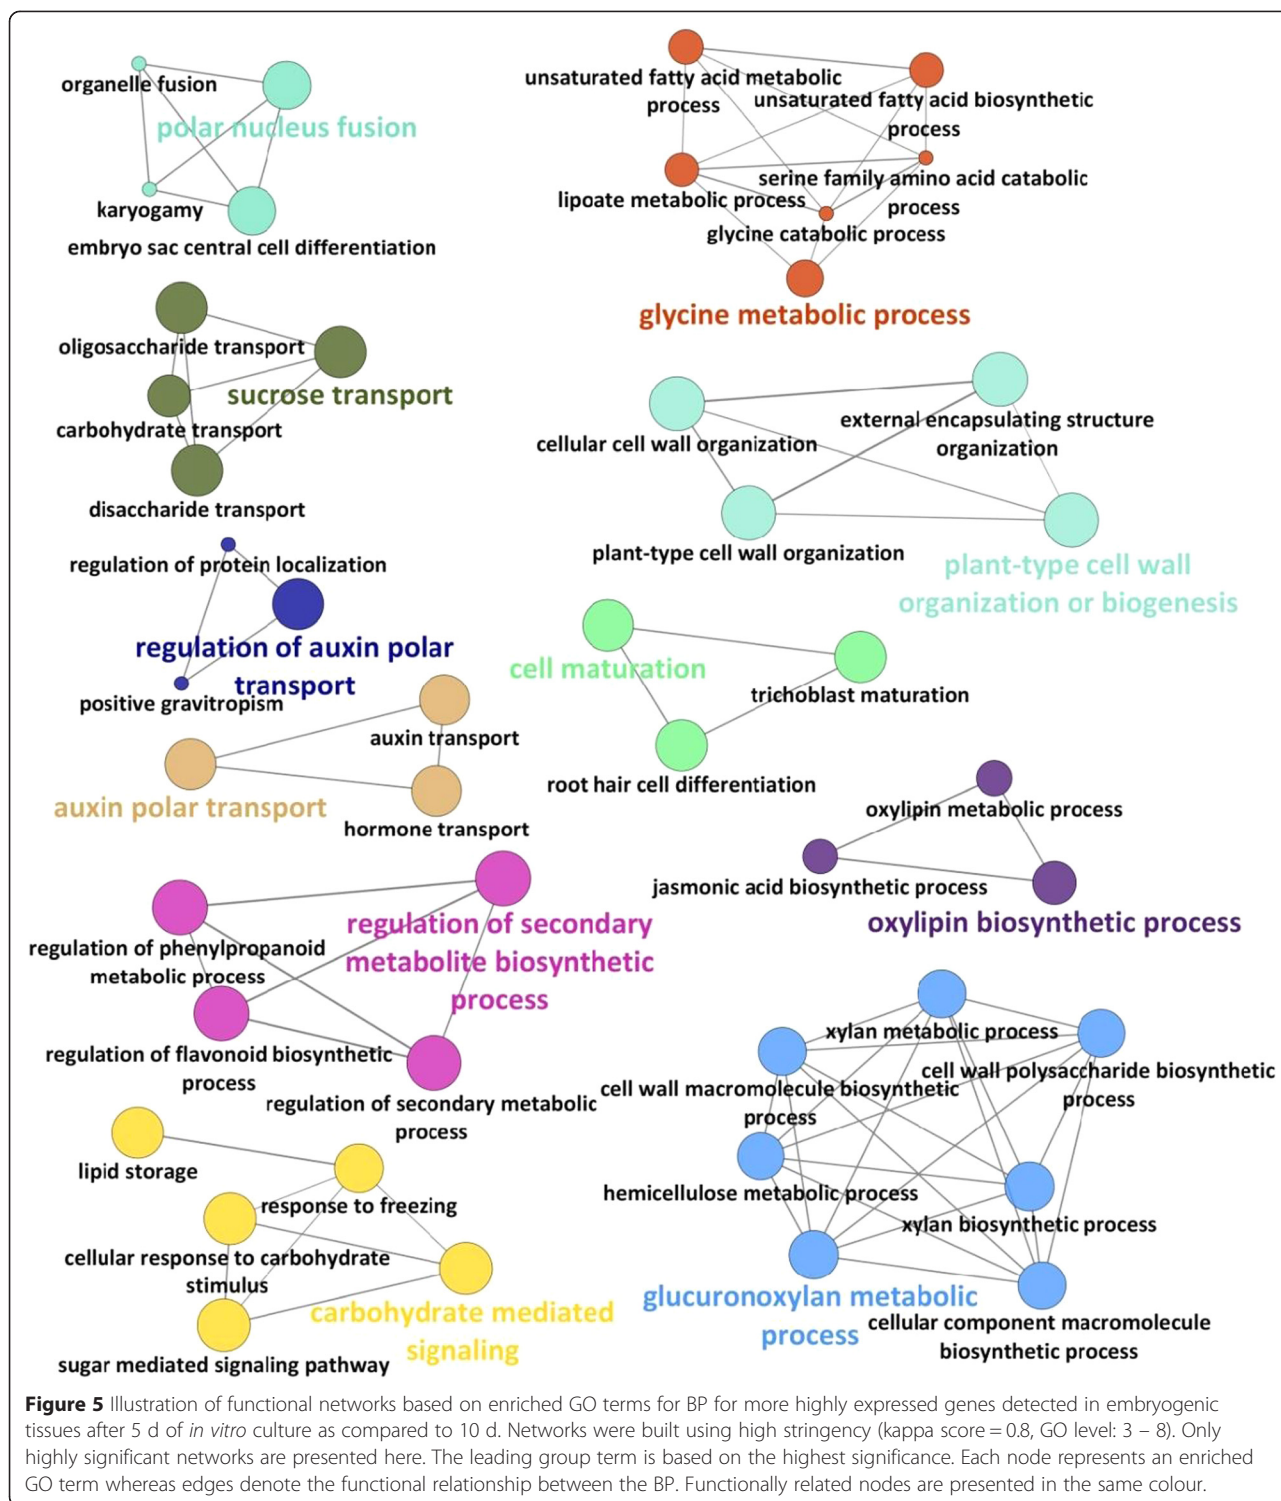 organelle fusion
polar nucleus fusion
karyogamy
embryo sac central cell differentiation
oligosaccharide transport
sucrose transport
carbohydrate transport
disaccharide transport
regulation of protein localization
regulation of auxin polar
transport
positive gravitropism
auxin transport
auxin polar transport
hormone transport
regulation of secondary
metabolite biosynthetic
process
regulation of phenylpropanoid
metabolic process
regulation of flavonoid biosynthetic
process
regulation of secondary metabolic
process
lipid storage
response to freezing
cellular response to carbohydrate
stimulus
carbohydrate mediated
signaling
sugar mediated signaling pathway
unsaturated fatty acid metabolic
process
unsaturated fatty acid biosynthetic
process
serine family amino acid catabolic
process
lipoate metabolic process
glycine catabolic process
glycine metabolic process
external encapsulating structure
organization
cellular cell wall organization
plant-type cell wall organization
plant-type cell wall
organization or biogenesis
cell maturation
trichoblast maturation
root hair cell differentiation
oxylipin metabolic process
jasmonic acid biosynthetic process
oxylipin biosynthetic process
xylan metabolic process
cell wall polysaccharide biosynthetic
process
cell wall macromolecule biosynthetic
process
hemicellulose metabolic process
xylan biosynthetic process
glucuronoxylan metabolic
process
cellular component macromolecule
biosynthetic process
Figure 5 Illustration of functional networks based on enriched GO terms for BP for more highly expressed genes detected in embryogenic
tissues after 5 d of in vitro culture as compared to 10 d. Networks were built using high stringency (kappa score = 0.8, GO level: 3 – 8). Only
highly significant networks are presented here. The leading group term is based on the highest significance. Each node represents an enriched
GO term whereas edges denote the functional relationship between the BP. Functionally related nodes are presented in the same colour.